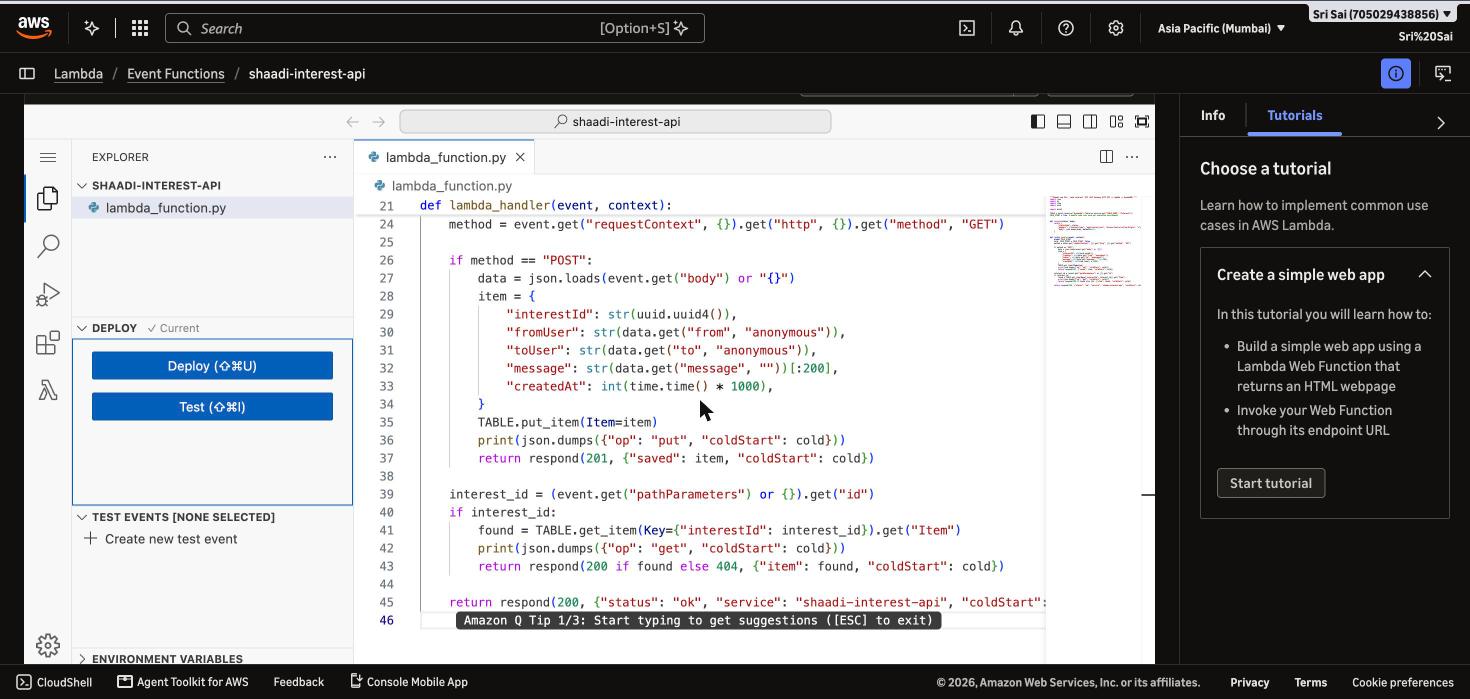 aws
Search
[Option+S]
Asia Pacific (Mumbai)
Sri Sai (705029438856)
Sri%20Sai
Lambda / Event Functions / shaadi-interest-api
shaadi-interest-api
EXPLORER
SHAADI-INTEREST-API
lambda_function.py
DEPLOY Current
Deploy (⇧⌘U)
Test (⇧⌘I)
TEST EVENTS [NONE SELECTED]
Create new test event
ENVIRONMENT VARIABLES
lambda_function.py
lambda_function.py
21 def lambda_handler(event, context):
24     method = event.get("requestContext", {}).get("http", {}).get("method", "GET")
25
26     if method == "POST":
27         data = json.loads(event.get("body") or "{}")
28         item = {
29             "interestId": str(uuid.uuid4()),
30             "fromUser": str(data.get("from", "anonymous")),
31             "toUser": str(data.get("to", "anonymous")),
32             "message": str(data.get("message", ""))[:200],
33             "createdAt": int(time.time() * 1000),
34         }
35         TABLE.put_item(Item=item)
36         print(json.dumps({"op": "put", "coldStart": cold}))
37         return respond(201, {"saved": item, "coldStart": cold})
38
39     interest_id = (event.get("pathParameters") or {}).get("id")
40     if interest_id:
41         found = TABLE.get_item(Key={"interestId": interest_id}).get("Item")
42         print(json.dumps({"op": "get", "coldStart": cold}))
43         return respond(200 if found else 404, {"item": found, "coldStart": cold})
44
45     return respond(200, {"status": "ok", "service": "shaadi-interest-api", "coldStart":
46
Amazon Q Tip 1/3: Start typing to get suggestions ([ESC] to exit)
Info
Tutorials
Choose a tutorial
Learn how to implement common use
cases in AWS Lambda.
Create a simple web app
In this tutorial you will learn how to:
• Build a simple web app using a
Lambda Web Function that
returns an HTML webpage
• Invoke your Web Function
through its endpoint URL
Start tutorial
CloudShell
Agent Toolkit for AWS
Feedback
Console Mobile App
© 2026, Amazon Web Services, Inc. or its affiliates.
Privacy
Terms
Cookie preferences